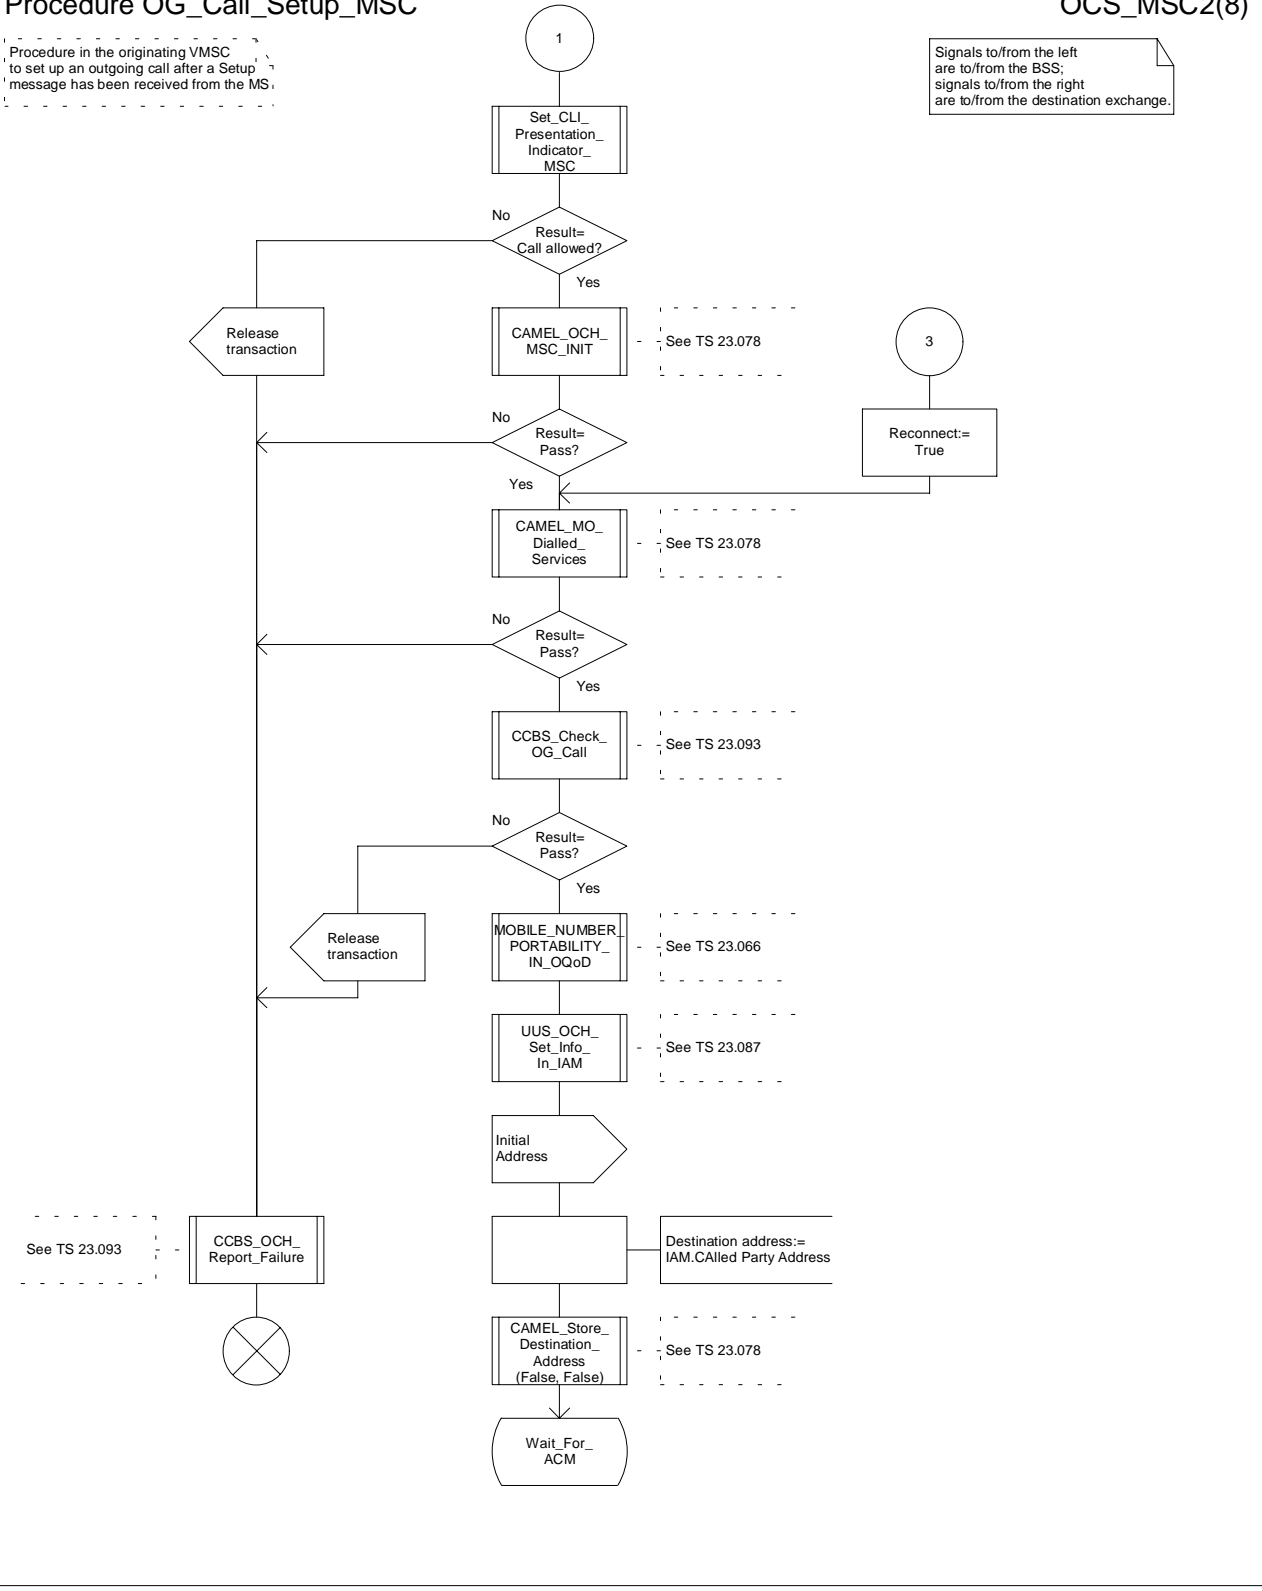 Procedure OG_Call_Setup_MSC
OCS_MSC2(8)
Procedure in the originating VMSC
to set up an outgoing call after a Setup
message has been received from the MS
1
Signals to/from the left
are to/from the BSS;
signals to/from the right
are to/from the destination exchange.
Set_CLI_
Presentation_
Indicator_
MSC
No
Result=
Call allowed?
Yes
Release
transaction
CAMEL_OCH_
MSC_INIT
See TS 23.078
3
No
Result=
Pass?
Yes
Reconnect:=
True
CAMEL_MO_
Dialled_
Services
See TS 23.078
No
Result=
Pass?
Yes
CCBS_Check_
OG_Call
See TS 23.093
No
Result=
Pass?
Yes
Release
transaction
MOBILE_NUMBER_
PORTABILITY_
IN_OQoD
See TS 23.066
UUS_OCH_
Set_Info_
In_IAM
See TS 23.087
Initial
Address
See TS 23.093
CCBS_OCH_
Report_Failure
Destination address:=
IAM.CAlled Party Address
CAMEL_Store_
Destination_
Address
(False, False)
See TS 23.078
Wait_For_
ACM